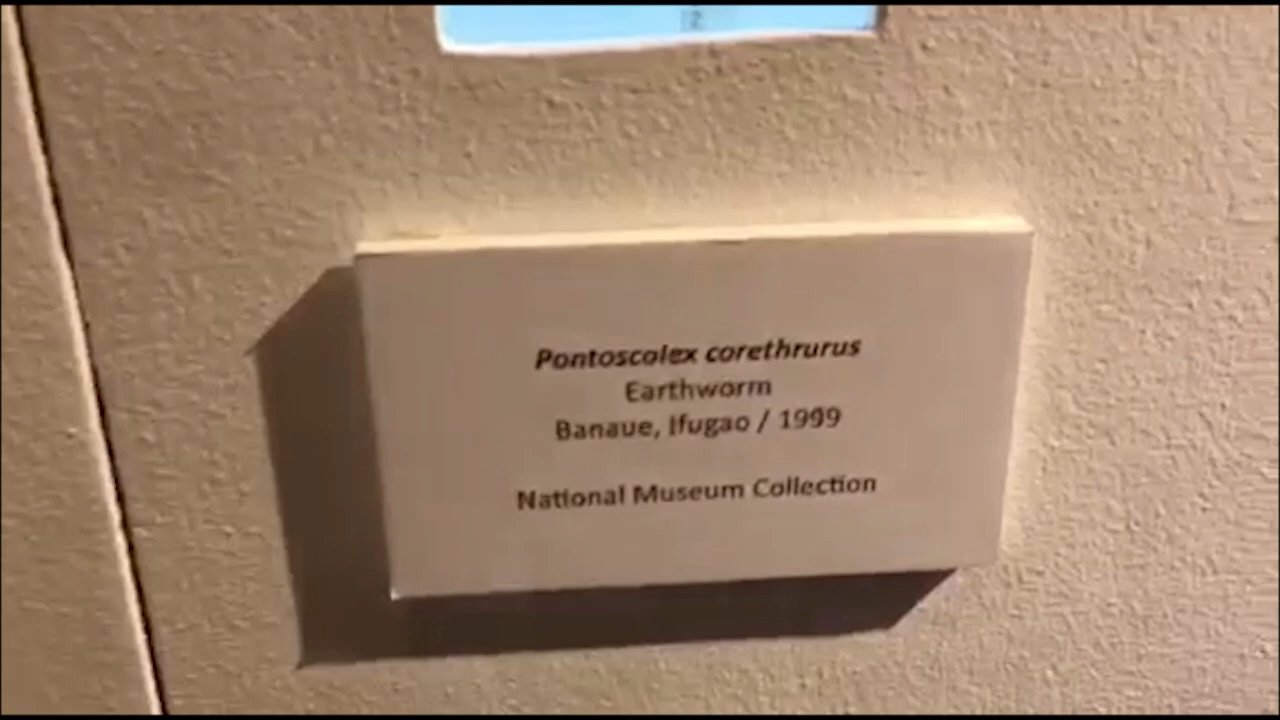 Pontoscolex corethrurus
Earthworm
Banaue, Ifugao / 1999
National Museum Collection